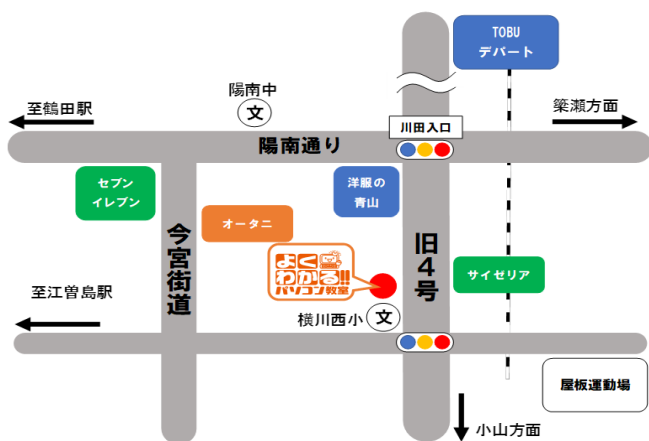 TOBU
デパート
陽南中
文
至鶴田駅
簗瀬方面
川田入口
陽南通り
セブン
イレブン
洋服の
青山
オータニ
今宮街道
旧4号
よく
わかる!!
パソコン教室
サイゼリア
至江曽島駅
横川西小
文
屋板運動場
小山方面